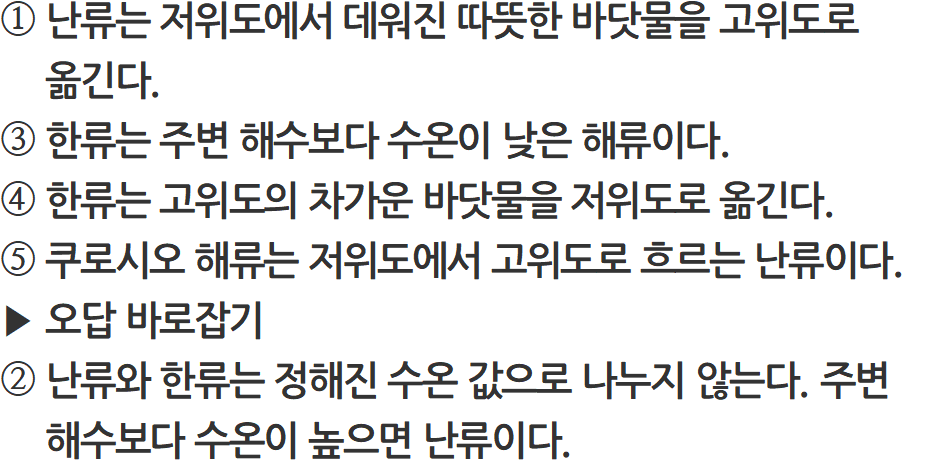 ① 난류는 저위도에서 데워진 따뜻한 바닷물을 고위도로
옮긴다.
③ 한류는 주변 해수보다 수온이 낮은 해류이다.
④ 한류는 고위도의 차가운 바닷물을 저위도로 옮긴다.
⑤ 쿠로시오 해류는 저위도에서 고위도로 흐르는 난류이다.
▶ 오답 바로잡기
② 난류와 한류는 정해진 수온 값으로 나누지 않는다. 주변
해수보다 수온이 높으면 난류이다.